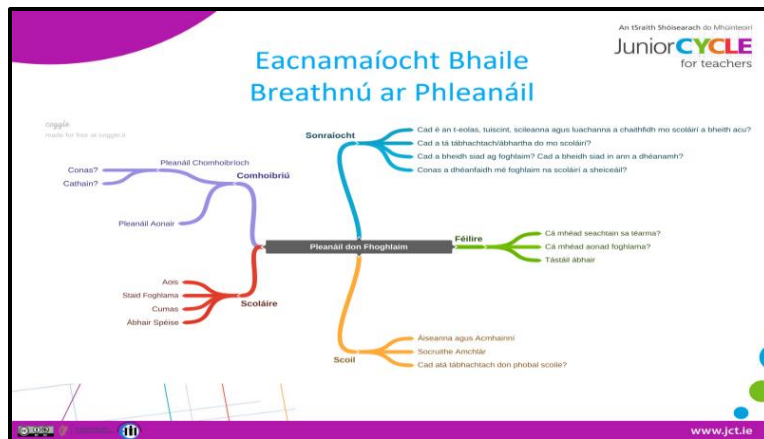 An tSraith Shóisearach do Mhúinteoirí
JuniorCYCLE
for teachers
Eacnamaíocht Bhaile
Breathnú ar Phleanáil
coggle
made for free at coggle.it
Sonraíocht
Cad é an t-eolas, tuiscint, scileanna agus luachanna a chaithfidh mo scoláirí a bheith acu?
Cad a tá tábhachtach/ábhartha do mo scoláirí?
Cad a bheidh siad ag foghlaim? Cad a bheidh siad in ann a dhéanamh?
Conas a dhéanfaidh mé foghlaim na scoláirí a sheiceáil?
Pleanáil Chomhoibríoch
Conas?
Cathain?
Comhoibriú
Pleanáil Aonair
Pleanáil don Fhoghlaim
Féilire
Cá mhéad seachtain sa téarma?
Cá mhéad aonad foghlama?
Tástáil ábhair
Aois
Staid Foghlama
Cumas
Ábhair Spéise
Scoláire
Scoil
Áiseanna agus Acmhainní
Socruithe Amchlár
Cad atá tábhachtach don phobal scoile?
www.jct.ie